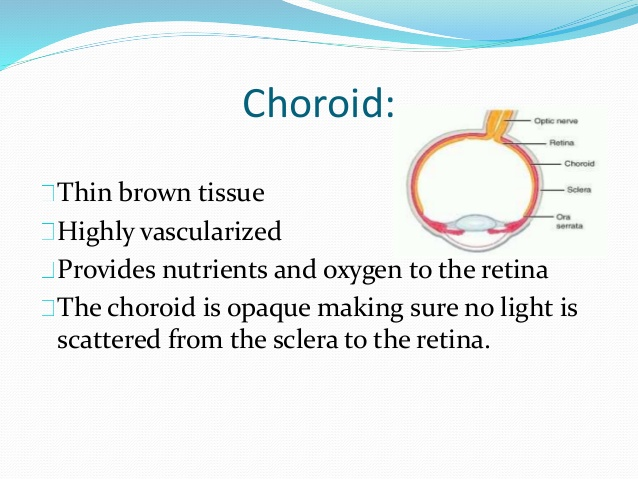 Choroid:
Optic nerve
Retina
Choroid
Sclera
Ora
serrata
Thin brown tissue
Highly vascularized
Provides nutrients and oxygen to the retina
The choroid is opaque making sure no light is
scattered from the sclera to the retina.